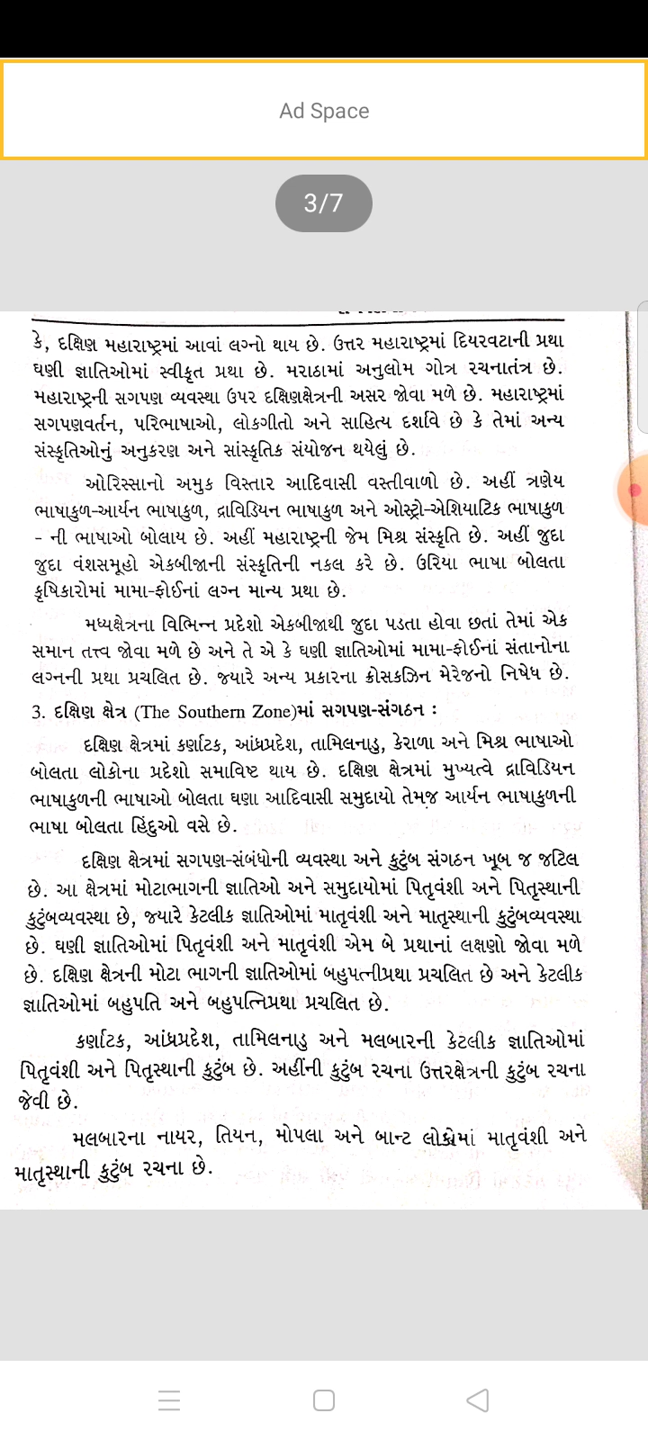 Ad Space
3/7
કે, દક્ષિણ મહારાષ્ટ્રમાં આવાં લગ્નો થાય છે. ઉત્તર મહારાષ્ટ્રમાં દિયરવટાની પ્રથા
ઘણી જ્ઞાતિઓમાં સ્વીકૃત પ્રથા છે. મરાઠામાં અનુલોમ ગોત્ર રચનાતંત્ર છે.
મહારાષ્ટ્રની સગપણ વ્યવસ્થા ઉપર દક્ષિણક્ષેત્રની અસર જોવા મળે છે. મહારાષ્ટ્રમાં
સગપણવર્તન, પરિભાષાઓ, લોકગીતો અને સાહિત્ય દર્શાવે છે કે તેમાં અન્ય
સંસ્કૃતિઓનું અનુકરણ અને સાંસ્કૃતિક સંયોજન થયેલું છે.
ઓરિસ્સાનો અમુક વિસ્તાર આદિવાસી વસ્તીવાળો છે. અહીં ત્રણેય
ભાષાકુળ-આર્યન ભાષાકુળ, દ્રાવિડિયન ભાષાકુળ અને ઓસ્ટ્રો-એશિયાટિક ભાષાકુળ
- ની ભાષાઓ બોલાય છે. અહીં મહારાષ્ટ્રની જેમ મિશ્ર સંસ્કૃતિ છે. અહીં જુદા
જુદા વંશસમૂહો એકબીજાની સંસ્કૃતિની નકલ કરે છે. ઉરિયા ભાષા બોલતા
કૃષિકારોમાં મામા-ફોઈનાં લગ્ન માન્ય પ્રથા છે.
મધ્યક્ષેત્રના વિભિન્ન પ્રદેશો એકબીજાથી જુદા પડતા હોવા છતાં તેમાં એક
સમાન તત્ત્વ જોવા મળે છે અને તે એ કે ઘણી જ્ઞાતિઓમાં મામા-ફોઈનાં સંતાનોના
લગ્નની પ્રથા પ્રચલિત છે. જયારે અન્ય પ્રકારના ક્રોસકઝિન મેરેજનો નિષેધ છે.
3. દક્ષિણ ક્ષેત્ર (The Southern Zone)માં સગપણ-સંગઠન :
દક્ષિણ ક્ષેત્રમાં કર્ણાટક, આંધ્રપ્રદેશ, તામિલનાડુ, કેરાળા અને મિશ્ર ભાષાઓ
બોલતા લોકોના પ્રદેશો સમાવિષ્ટ થાય છે. દક્ષિણ ક્ષેત્રમાં મુખ્યત્વે દ્રાવિડિયન
ભાષાકુળની ભાષાઓ બોલતા ઘણા આદિવાસી સમુદાયો તેમજ આર્યન ભાષાકુળની
ભાષા બોલતા હિંદુઓ વસે છે.
દક્ષિણ ક્ષેત્રમાં સગપણ-સંબંધોની વ્યવસ્થા અને કુટુંબ સંગઠન ખૂબ જ જટિલ
છે. આ ક્ષેત્રમાં મોટાભાગની જ્ઞાતિઓ અને સમુદાયોમાં પિતૃવંશી અને પિતૃસ્થાની
કુટુંબવ્યવસ્થા છે, જયારે કેટલીક જ્ઞાતિઓમાં માતૃવંશી અને માતૃસ્થાની કુટુંબવ્યવસ્થા
છે. ઘણી જ્ઞાતિઓમાં પિતૃવંશી અને માતૃવંશી એમ બે પ્રથાનાં લક્ષણો જોવા મળે
છે. દક્ષિણ ક્ષેત્રની મોટા ભાગની જ્ઞાતિઓમાં બહુપત્નીપ્રથા પ્રચલિત છે અને કેટલીક
જ્ઞાતિઓમાં બહુપતિ અને બહુપત્નિપ્રથા પ્રચલિત છે.
કર્ણાટક, આંધ્રપ્રદેશ, તામિલનાડુ અને મલબારની કેટલીક જ્ઞાતિઓમાં
પિતૃવંશી અને પિતૃસ્થાની કુટુંબ છે. અહીંની કુટુંબ રચના ઉત્તરક્ષેત્રની કુટુંબ રચના
જેવી છે.
મલબારના નાયર, તિયન, મોપલા અને બાન્ટ લોકોમાં માતૃવંશી અને
માતૃસ્થાની કુટુંબ રચના છે.